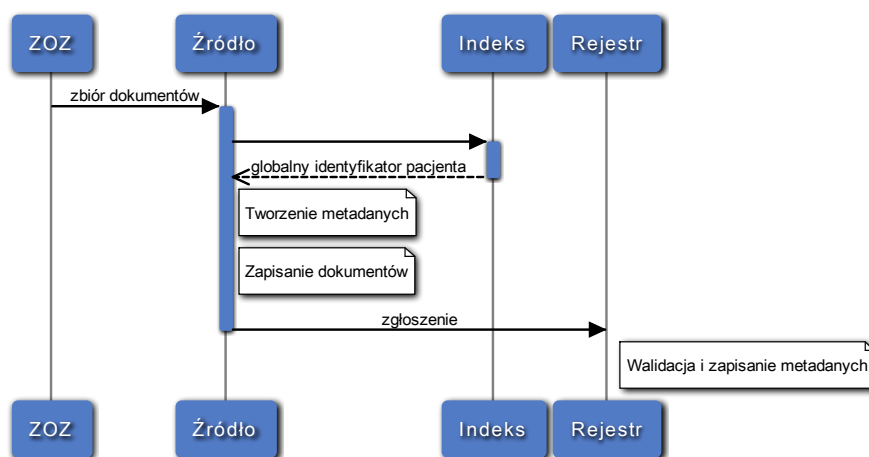 ZOZ
Źródło
Indeks
Rejestr
zbiór dokumentów
globalny identyfikator pacjenta
Tworzenie metadanych
Zapisanie dokumentów
zgłoszenie
Walidacja i zapisanie metadanych
ZOZ
Źródło
Indeks
Rejestr